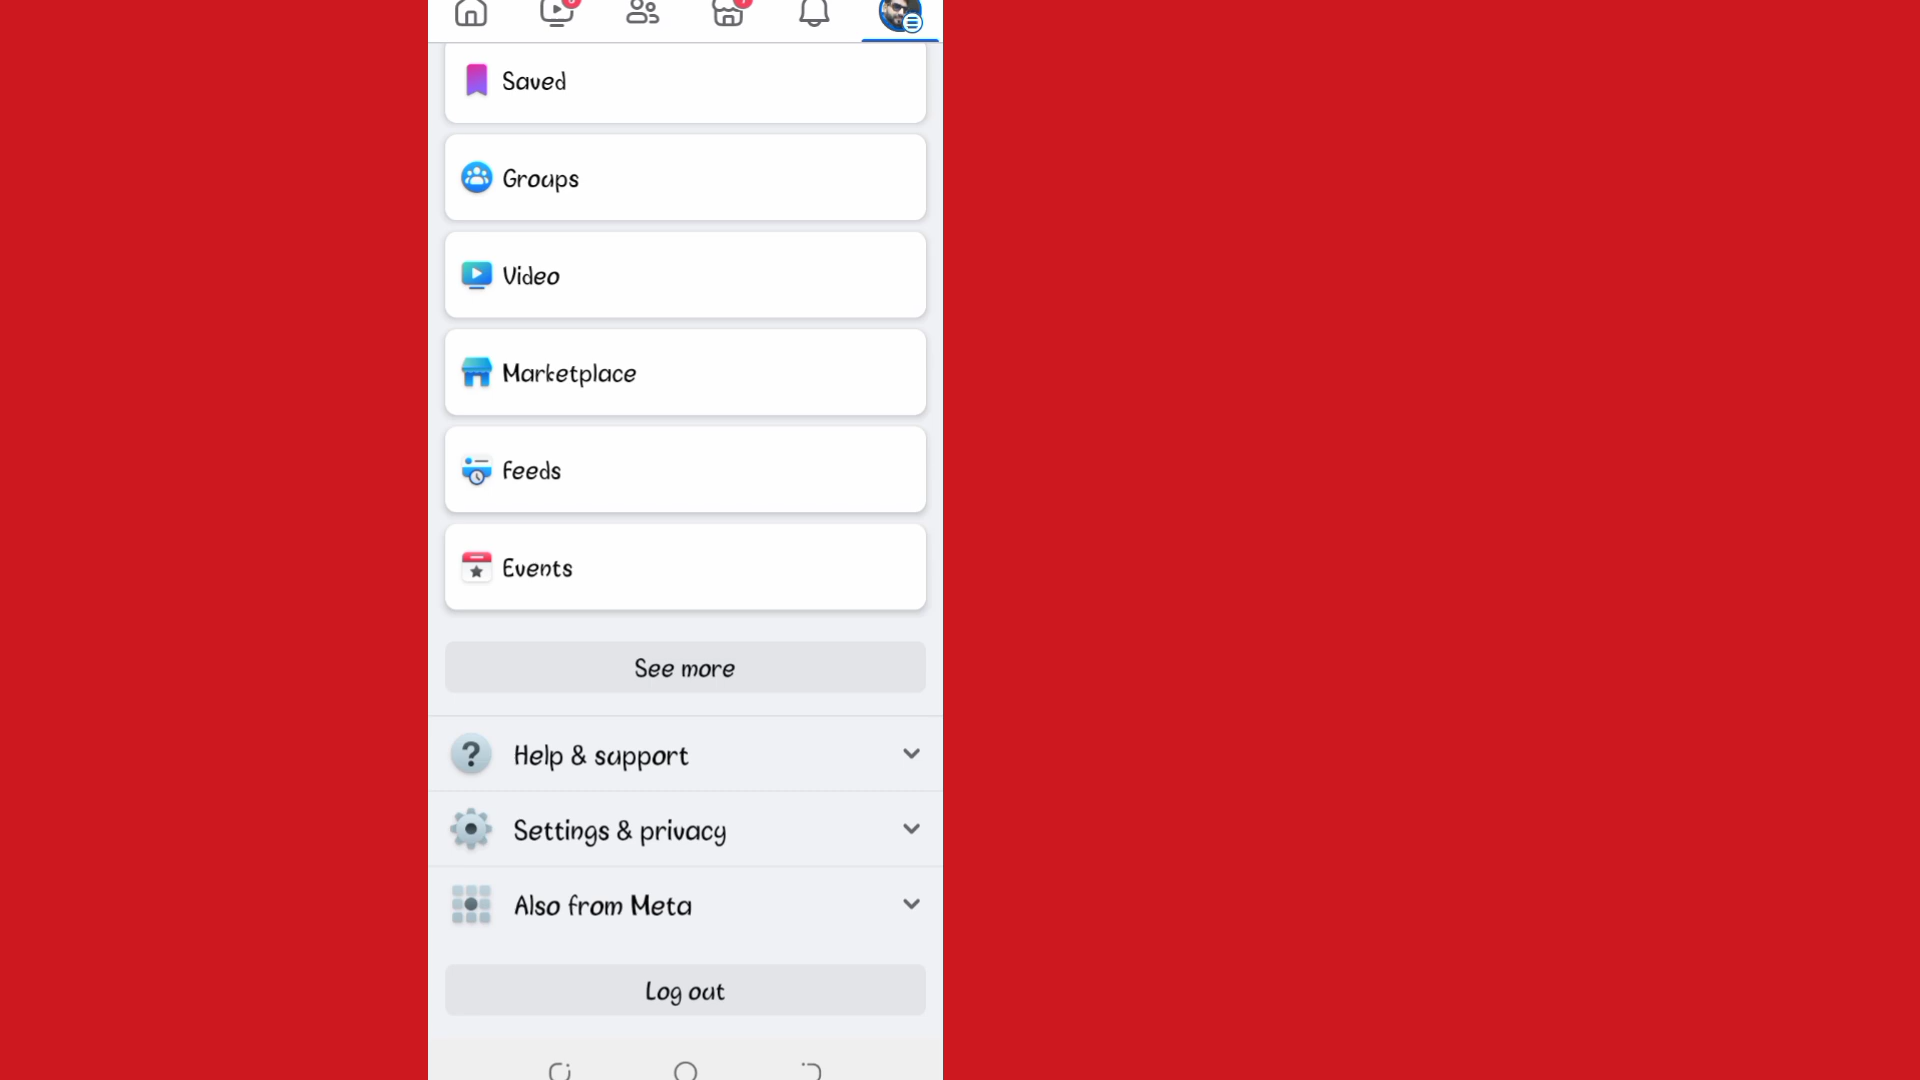 Saved
Groups
Video
Marketplace
Feeds
Events
See more
Help & support
Settings & privacy
Also from Meta
Log out